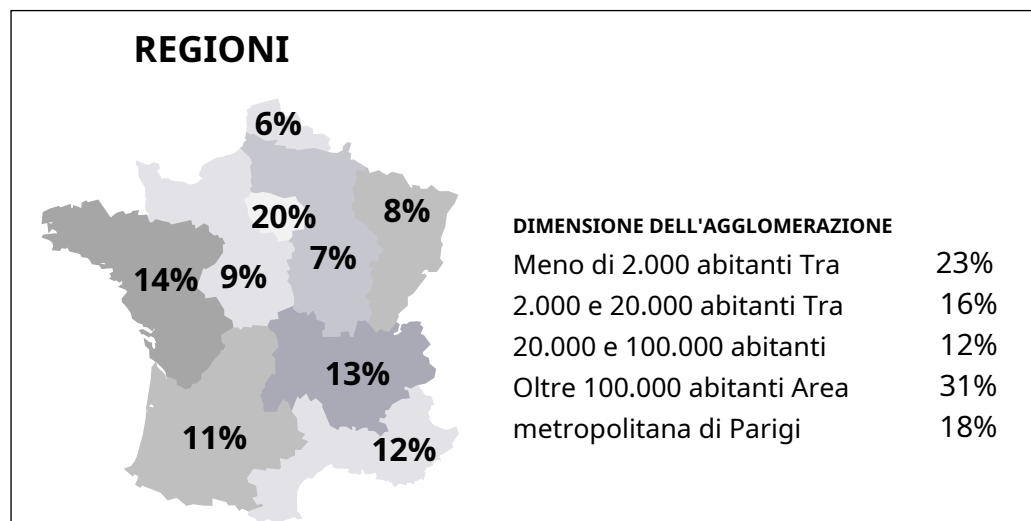 REGIONI
6%
20%
8%
7%
14%
9%
13%
11%
12%
DIMENSIONE DELL'AGGLOMERAZIONE
Meno di 2.000 abitanti Tra 23%
2.000 e 20.000 abitanti Tra 16%
20.000 e 100.000 abitanti 12%
Oltre 100.000 abitanti Area 31%
metropolitana di Parigi 18%